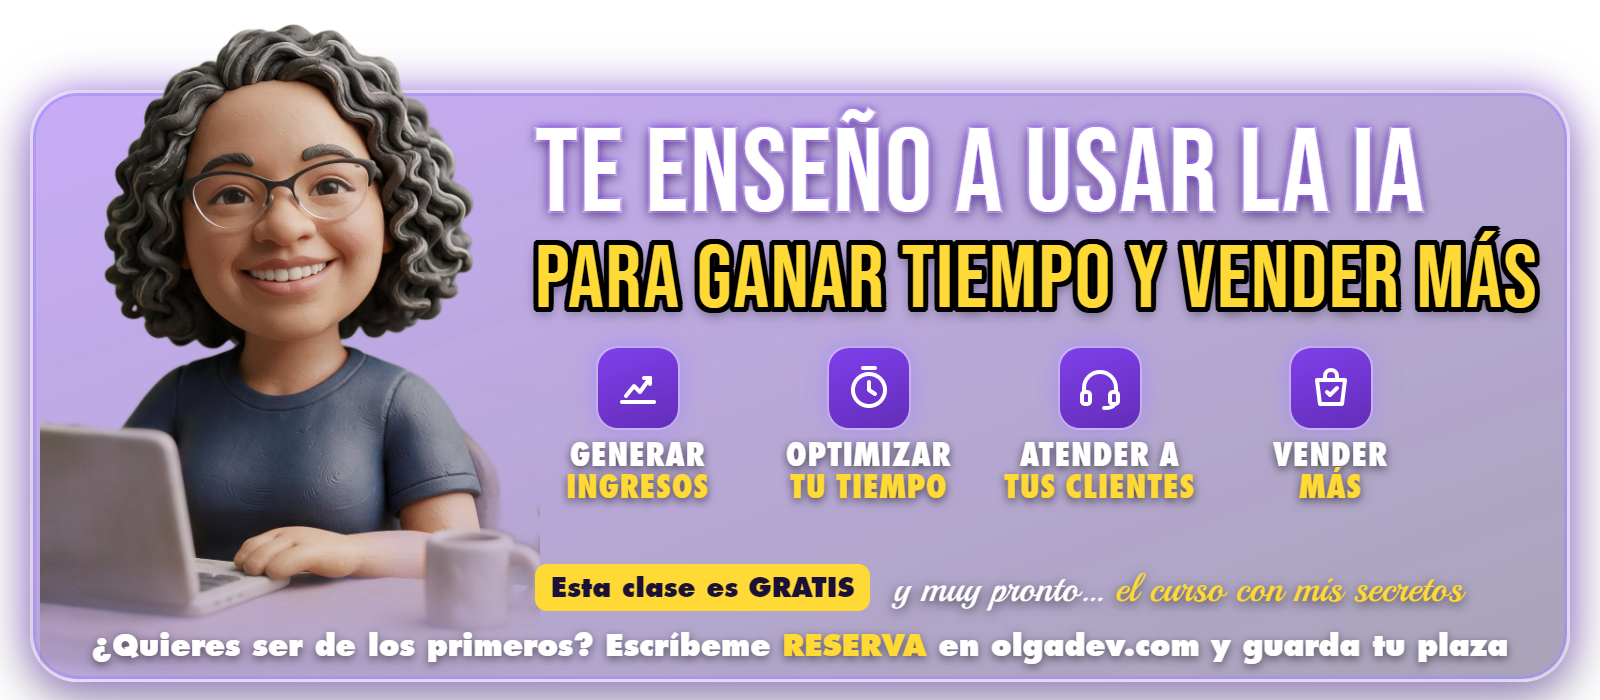 TE ENSEÑO A USAR LA IA
PARA GANAR TIEMPO Y VENDER MÁS
GENERAR
INGRESOS
OPTIMIZAR
TU TIEMPO
ATENDER A
TUS CLIENTES
VENDER
MÁS
Esta clase es GRATIS y muy pronto... el curso con mis secretos
¿Quieres ser de los primeros? Escríbeme RESERVA en olgadev.com y guarda tu plaza